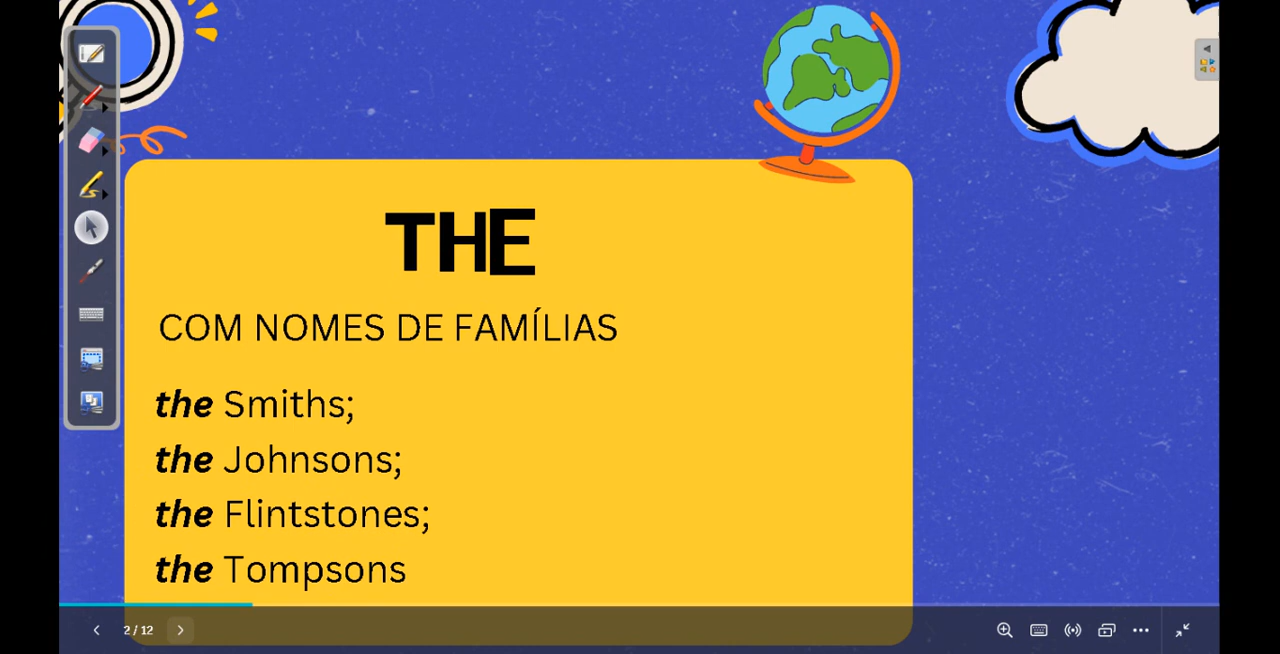 THE
COM NOMES DE FAMÍLIAS
the Smiths;
the Johnsons;
the Flintstones;
the Tompsons
2 / 12